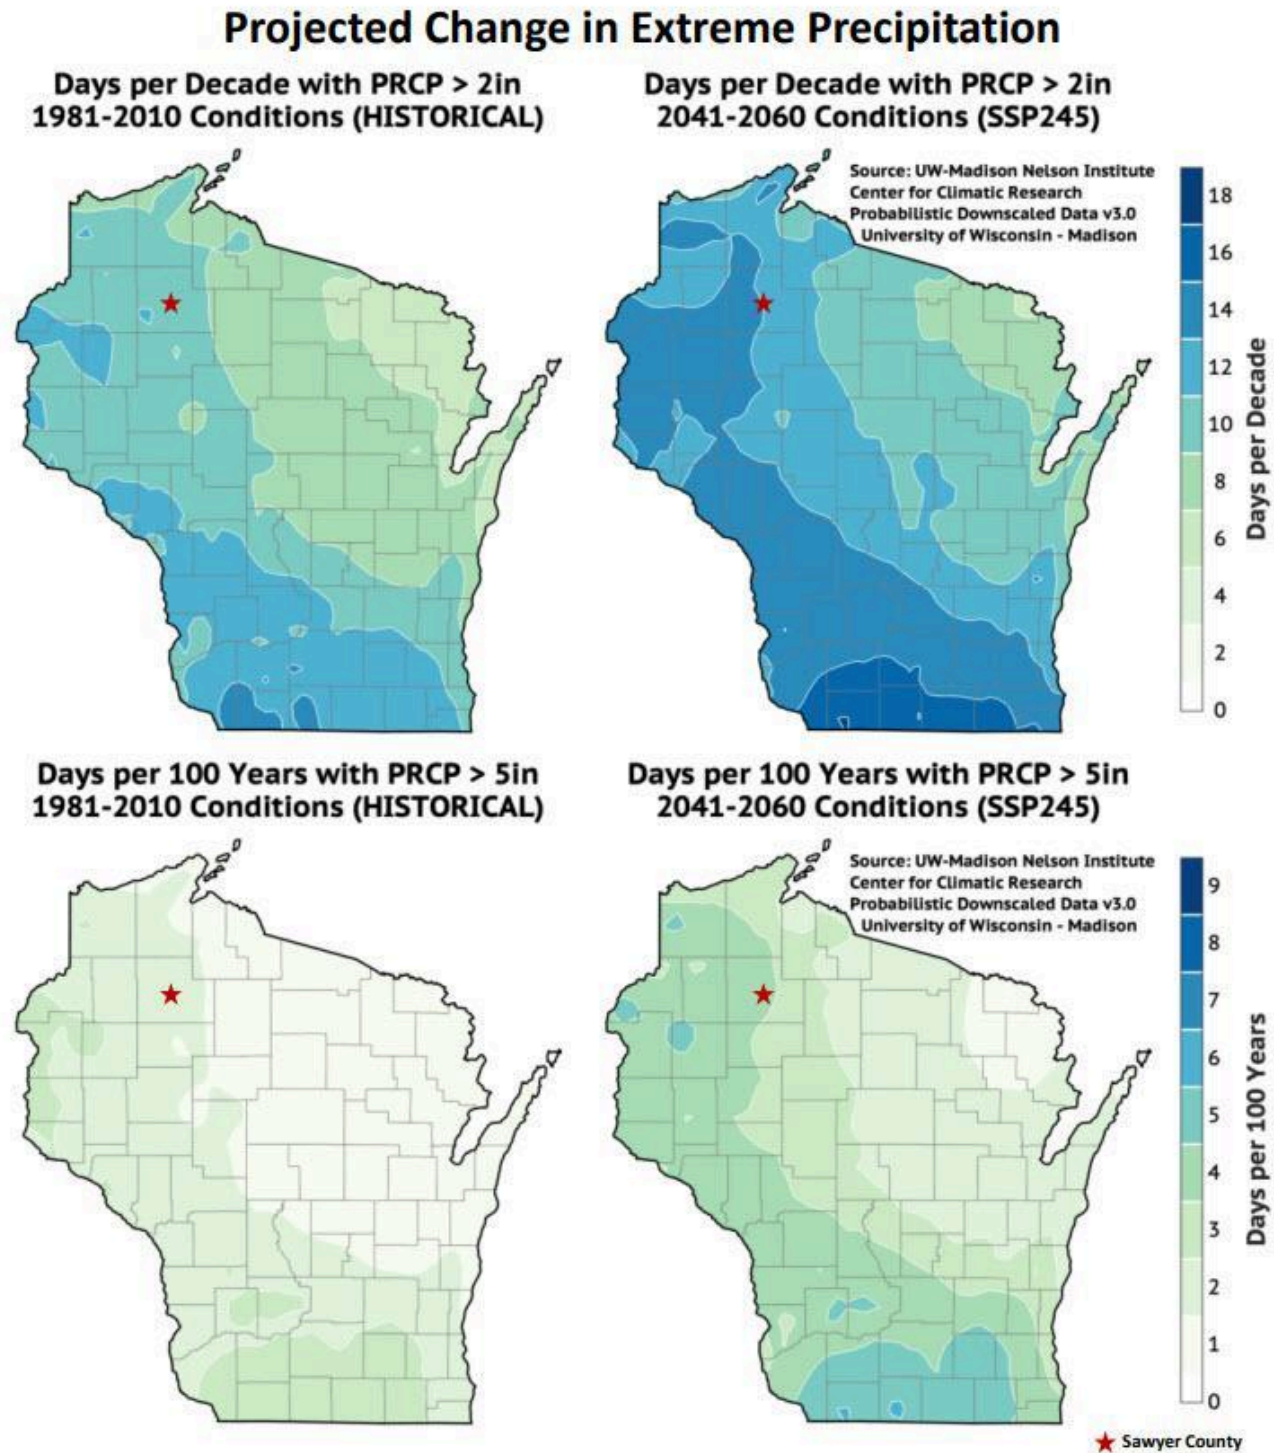 Projected Change in Extreme Precipitation
Days per Decade with PRCP > 2in
1981-2010 Conditions (HISTORICAL)
Days per Decade with PRCP > 2in
2041-2060 Conditions (SSP245)
Source: UW-Madison Nelson Institute
Center for Climatic Research
Probabilistic Downscaled Data v3.0
University of Wisconsin - Madison
18
16
14
12
10
8
6
4
2
0
Days per Decade
Days per 100 Years with PRCP > 5in
1981-2010 Conditions (HISTORICAL)
Days per 100 Years with PRCP > 5in
2041-2060 Conditions (SSP245)
Source: UW-Madison Nelson Institute
Center for Climatic Research
Probabilistic Downscaled Data v3.0
University of Wisconsin - Madison
9
8
7
6
5
4
3
2
1
0
Days per 100 Years
Sawyer County